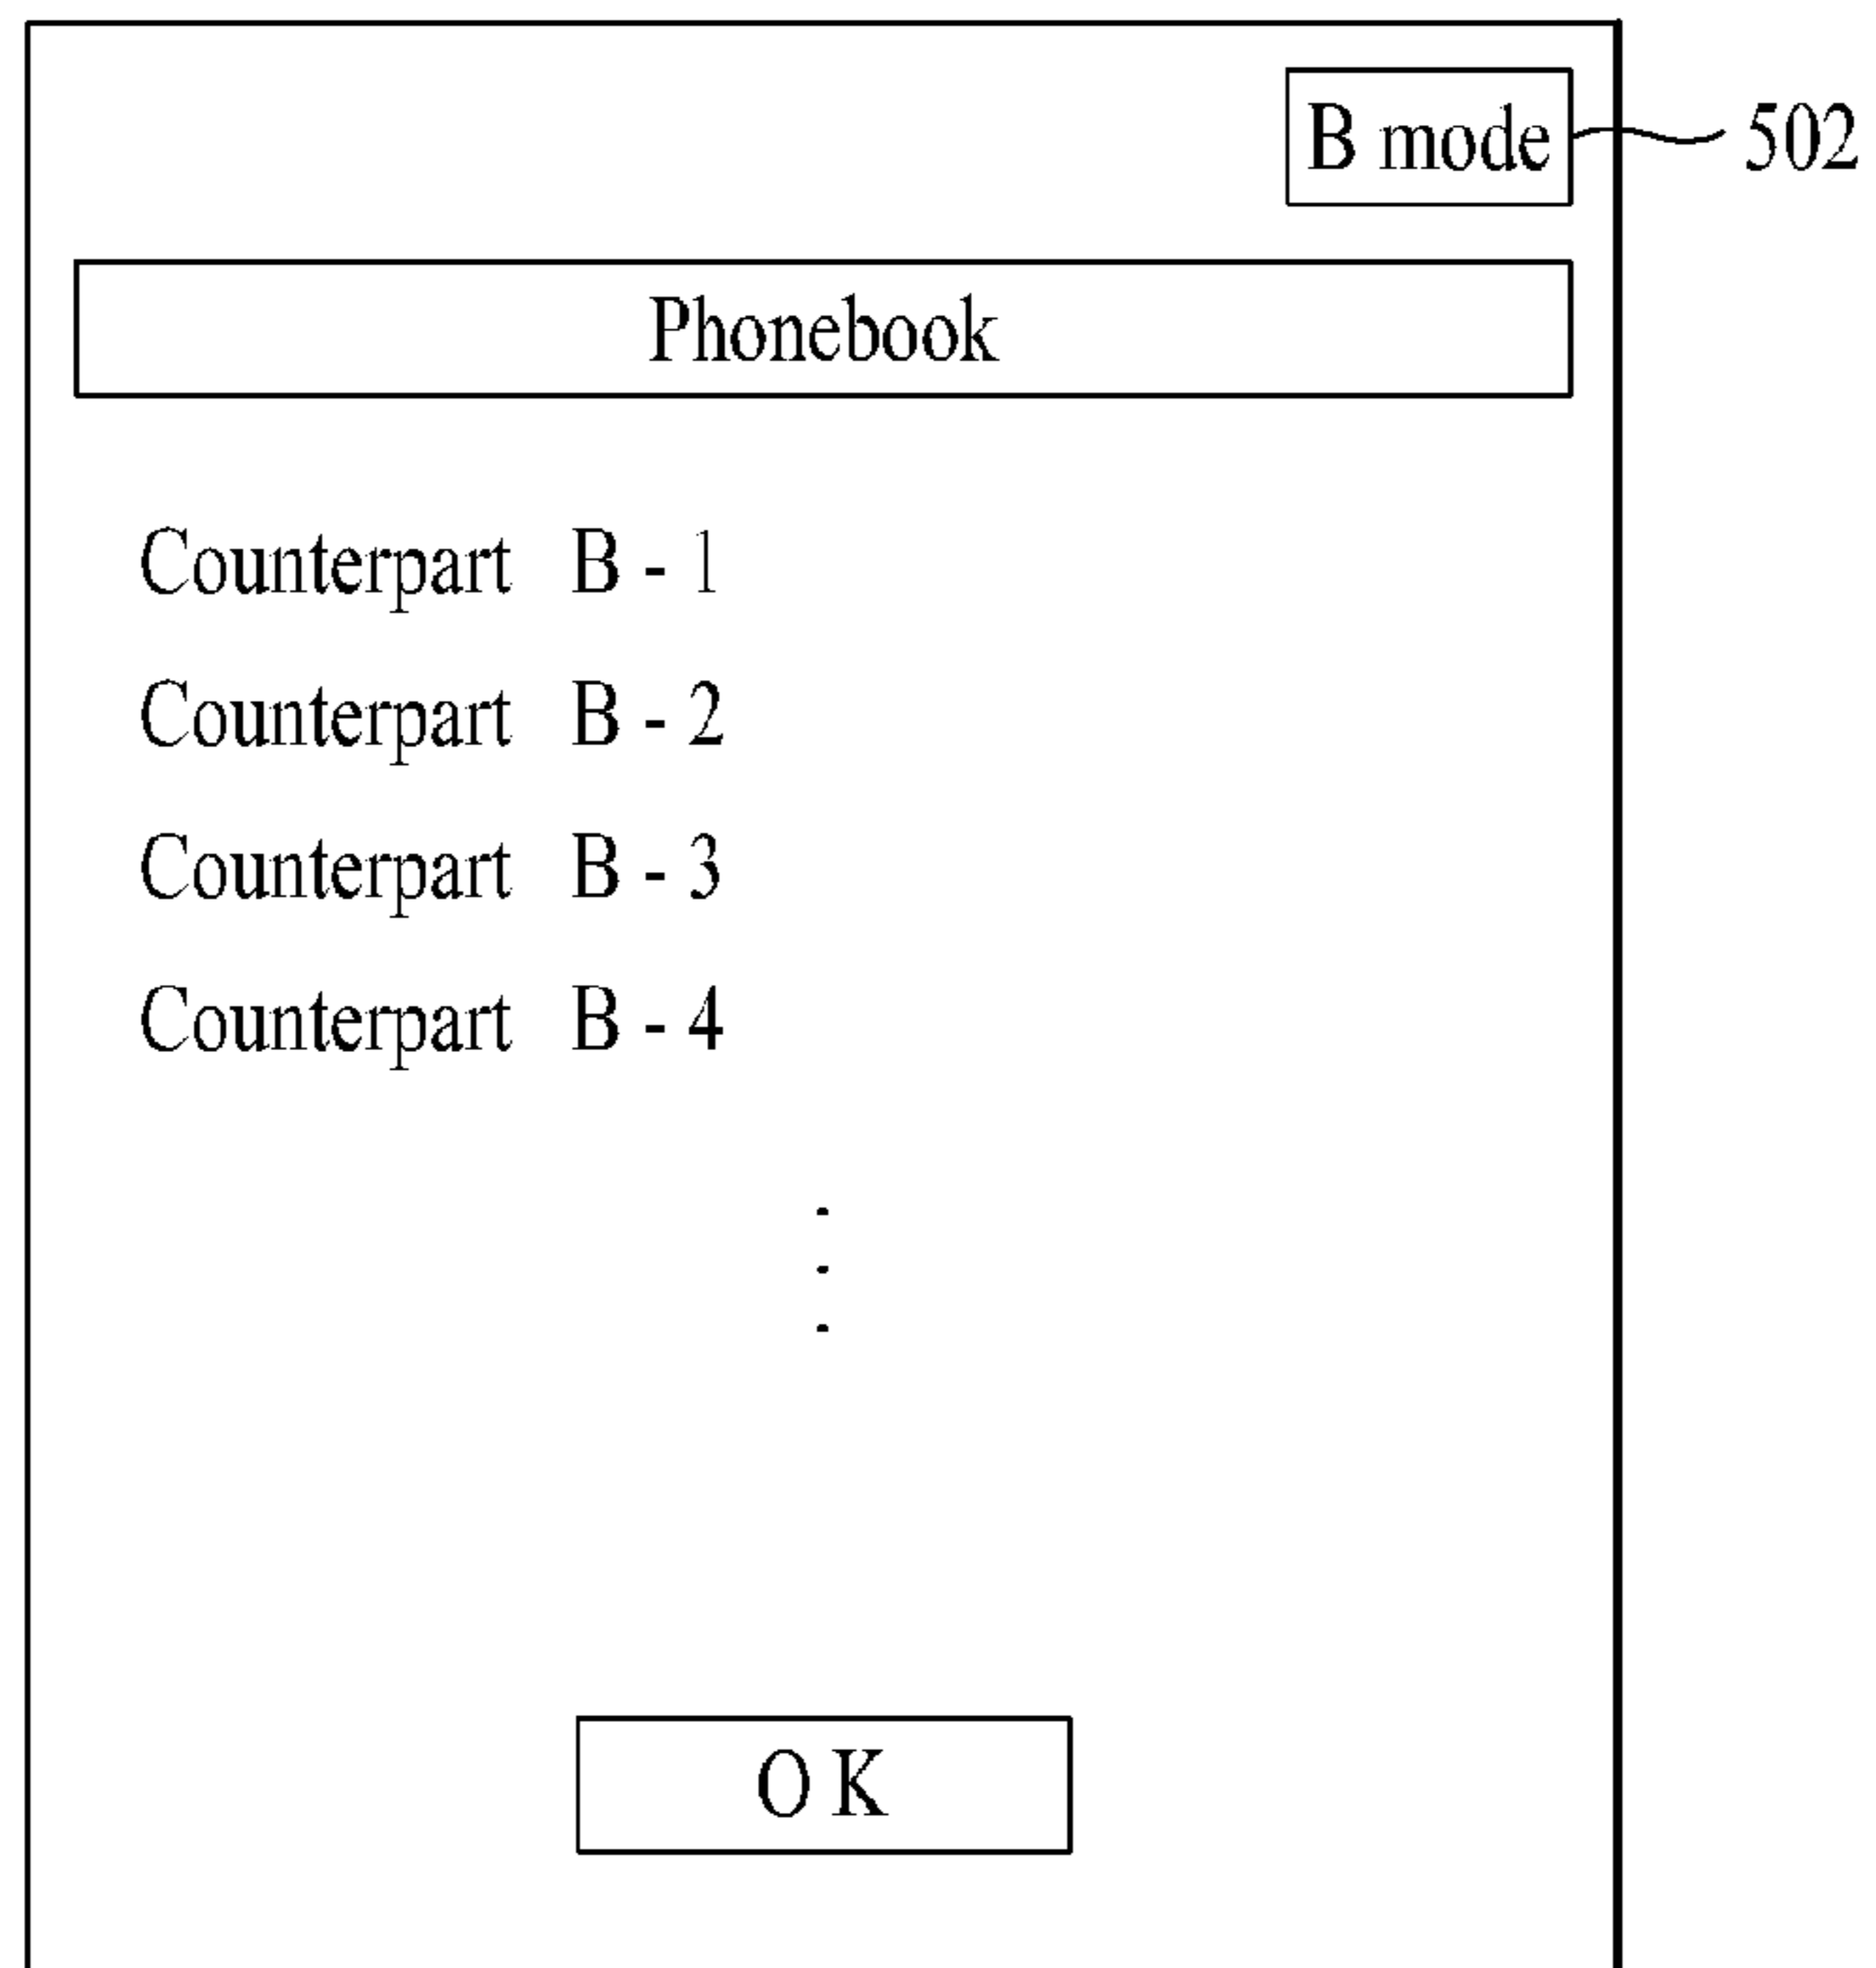 B mode 502
Phonebook
Counterpart B - 1
Counterpart B - 2
Counterpart B - 3
Counterpart B - 4
OK